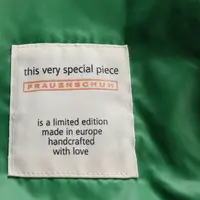 this very special piece
FRAUENSCHUH
is a limited edition
made in europe
handcrafted
with love